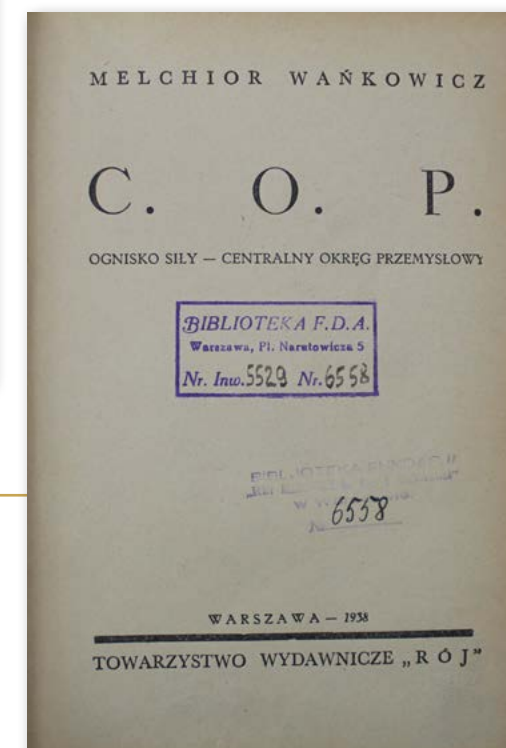 MELCHIOR WAŃKOWICZ
C. O. P.
OGNISKO SIŁY — CENTRALNY OKRĘG PRZEMYSŁOWY
BIBLIOTEKA F.D.A.
Warszawa, Pl. Narutowicza 5
Nr. Inw. 5529 Nr. 6558
BIBLJOTEKA
6558
WARSZAWA — 1938
TOWARZYSTWO WYDAWNICZE „RÓJ”